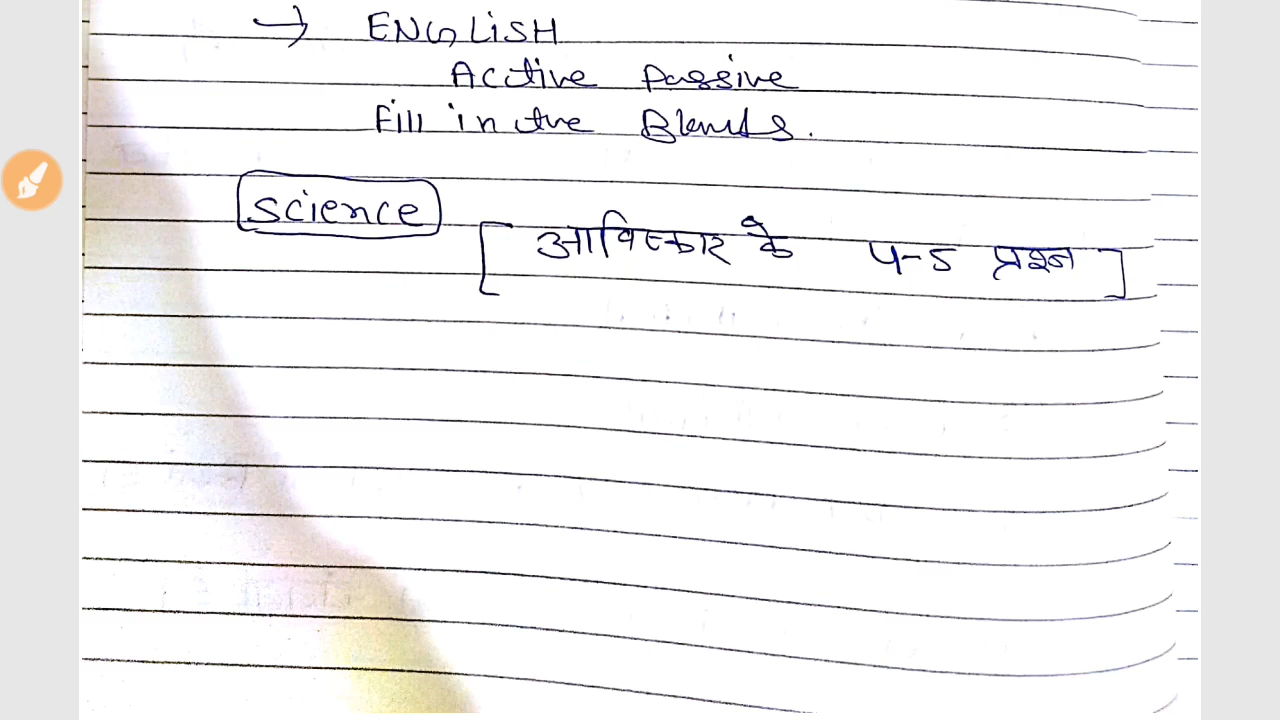 → ENGLISH
Active Passive
Fill in the Blanks.
Science
[ आविष्कार के 4-5 प्रश्न ]